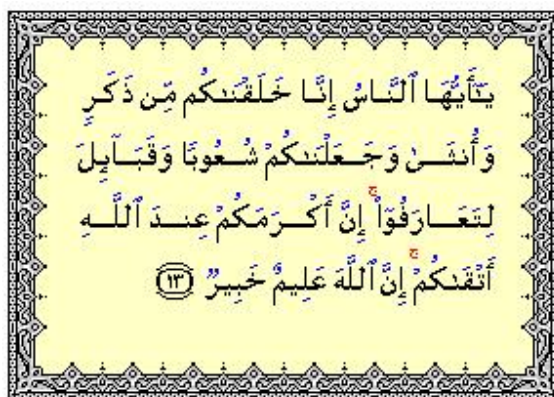 يَـٰٓأَيُّهَا ٱلنَّاسُ إِنَّا خَلَقْنَـٰكُم مِّن ذَكَرٍ
وَأُنثَىٰ وَجَعَلْنَـٰكُمْ شُعُوبًا وَقَبَآئِلَ
لِتَعَارَفُوٓا۟ ۚ إِنَّ أَكْرَمَكُمْ عِندَ ٱللَّهِ
أَتْقَىٰكُمْ ۚ إِنَّ ٱللَّهَ عَلِيمٌ خَبِيرٌ ﴿١٣﴾